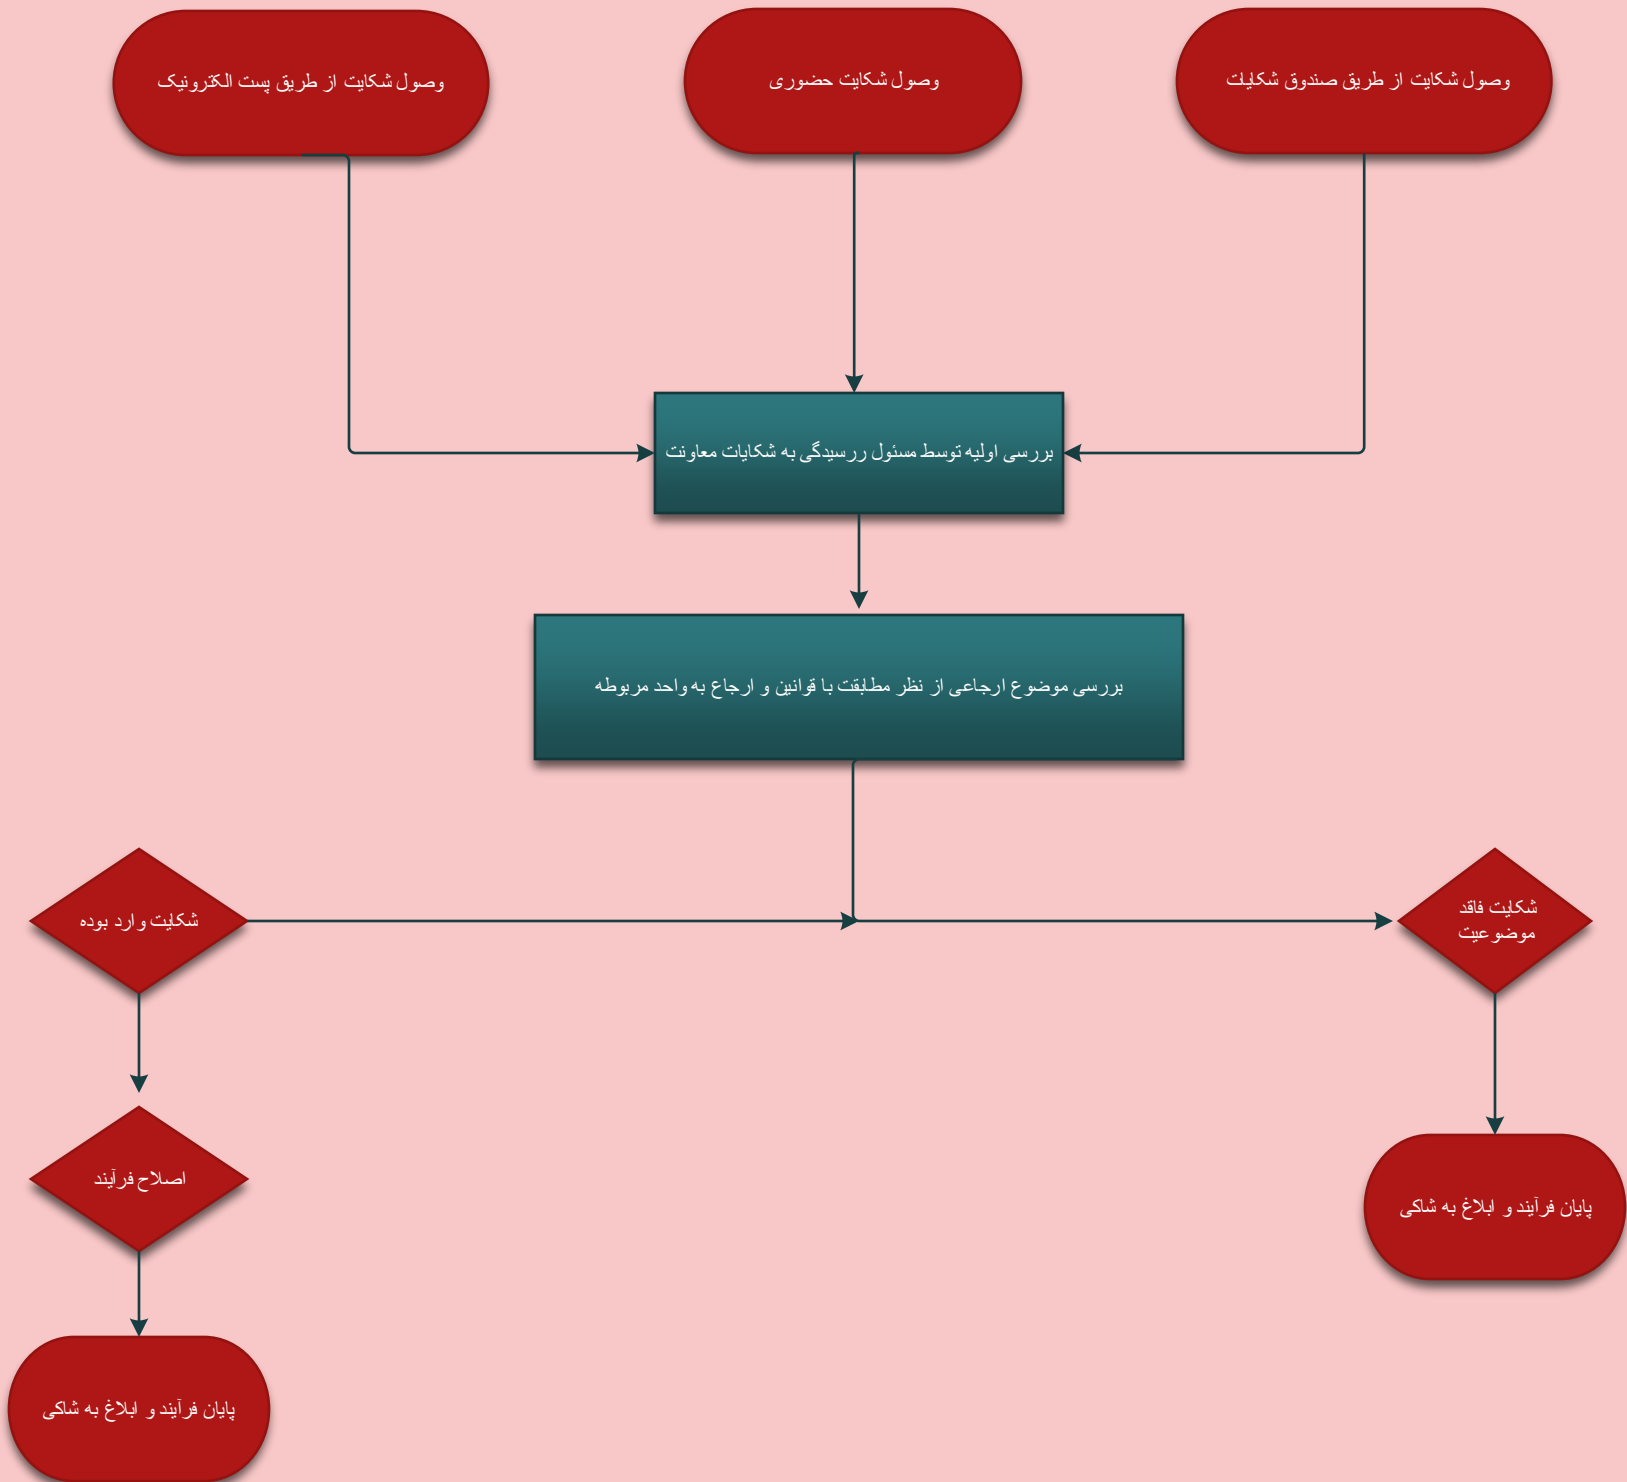 وصول شکایت از طریق صندوق شکایات
وصول شکایت حضوری
وصول شکایت از طریق پست الکترونیک
بررسی اولیه توسط مسئول ررسیدگی به شکایات معاونت
بررسی موضوع ارجاعی از نظر مطابقت با قوانین و ارجاع به واحد مربوطه
شکایت فاقد
موضوعیت
شکایت وارد بوده
اصلاح فرآیند
پایان فرآیند و ابلاغ به شاکی
پایان فرآیند و ابلاغ به شاکی